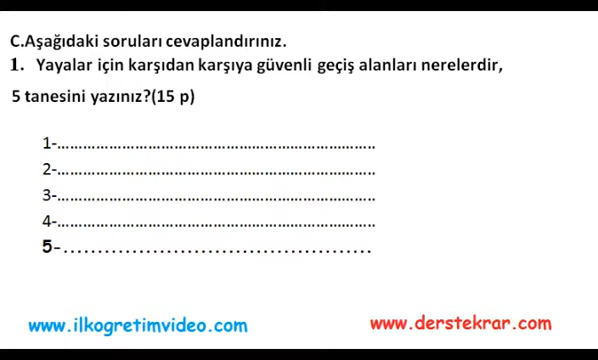 C.Aşağıdaki soruları cevaplandırınız.
1. Yayalar için karşıdan karşıya güvenli geçiş alanları nerelerdir,
5 tanesini yazınız?(15 p)
1-...............................................................................
2-...............................................................................
3-...............................................................................
4-...............................................................................
5-.............................................
www.ilkogretimvideo.com
www.derstekrar.com